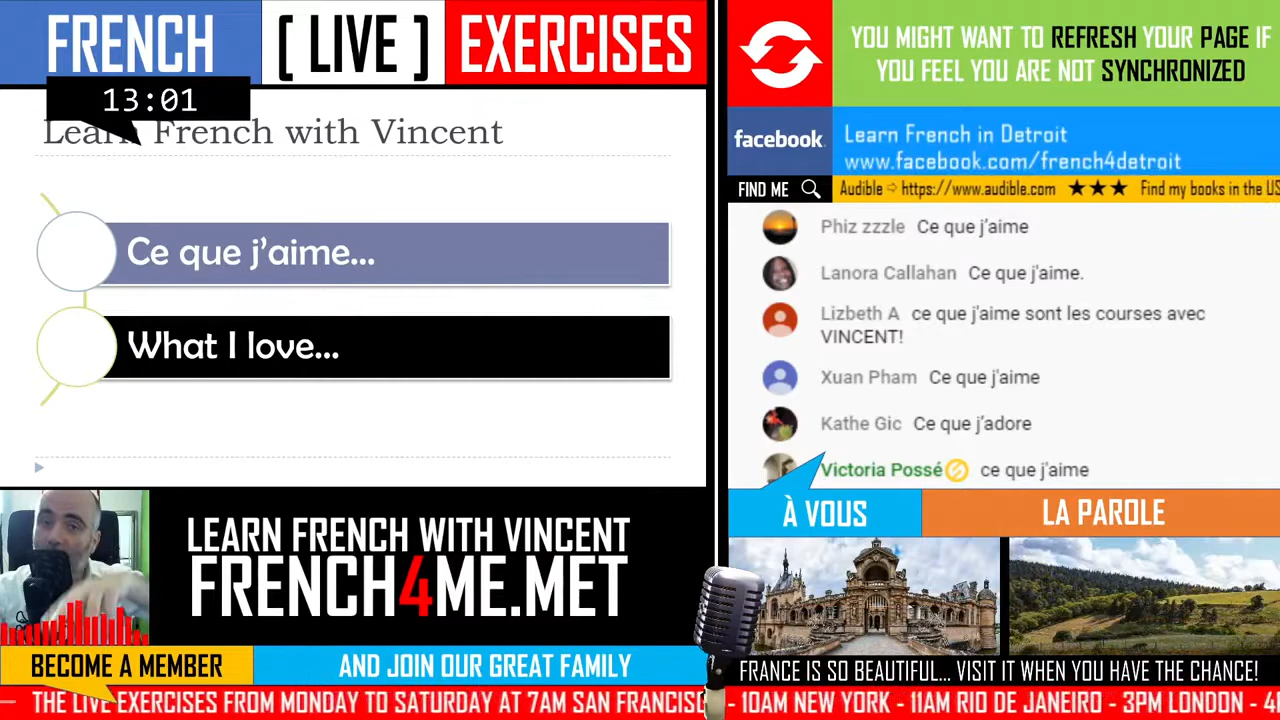 FRENCH [ LIVE ] EXERCISES
13:01
Learn French with Vincent
Ce que j’aime...
What I love...
LEARN FRENCH WITH VINCENT
FRENCH4ME.MET
BECOME A MEMBER
AND JOIN OUR GREAT FAMILY
YOU MIGHT WANT TO REFRESH YOUR PAGE IF
YOU FEEL YOU ARE NOT SYNCHRONIZED
facebook.
Learn French in Detroit
www.facebook.com/french4detroit
FIND ME
Audible ⇨ https://www.audible.com ★★★ Find my books in the US
Phiz zzzle Ce que j’aime
Lanora Callahan Ce que j'aime.
Lizbeth A ce que j'aime sont les courses avec
VINCENT!
Xuan Pham Ce que j'aime
Kathe Gic Ce que j’adore
Victoria Possé ce que j'aime
À VOUS
LA PAROLE
FRANCE IS SO BEAUTIFUL... VISIT IT WHEN YOU HAVE THE CHANCE!
THE LIVE EXERCISES FROM MONDAY TO SATURDAY AT 7AM SAN FRANCISC - 10AM NEW YORK - 11AM RIO DE JANEIRO - 3PM LONDON - 4